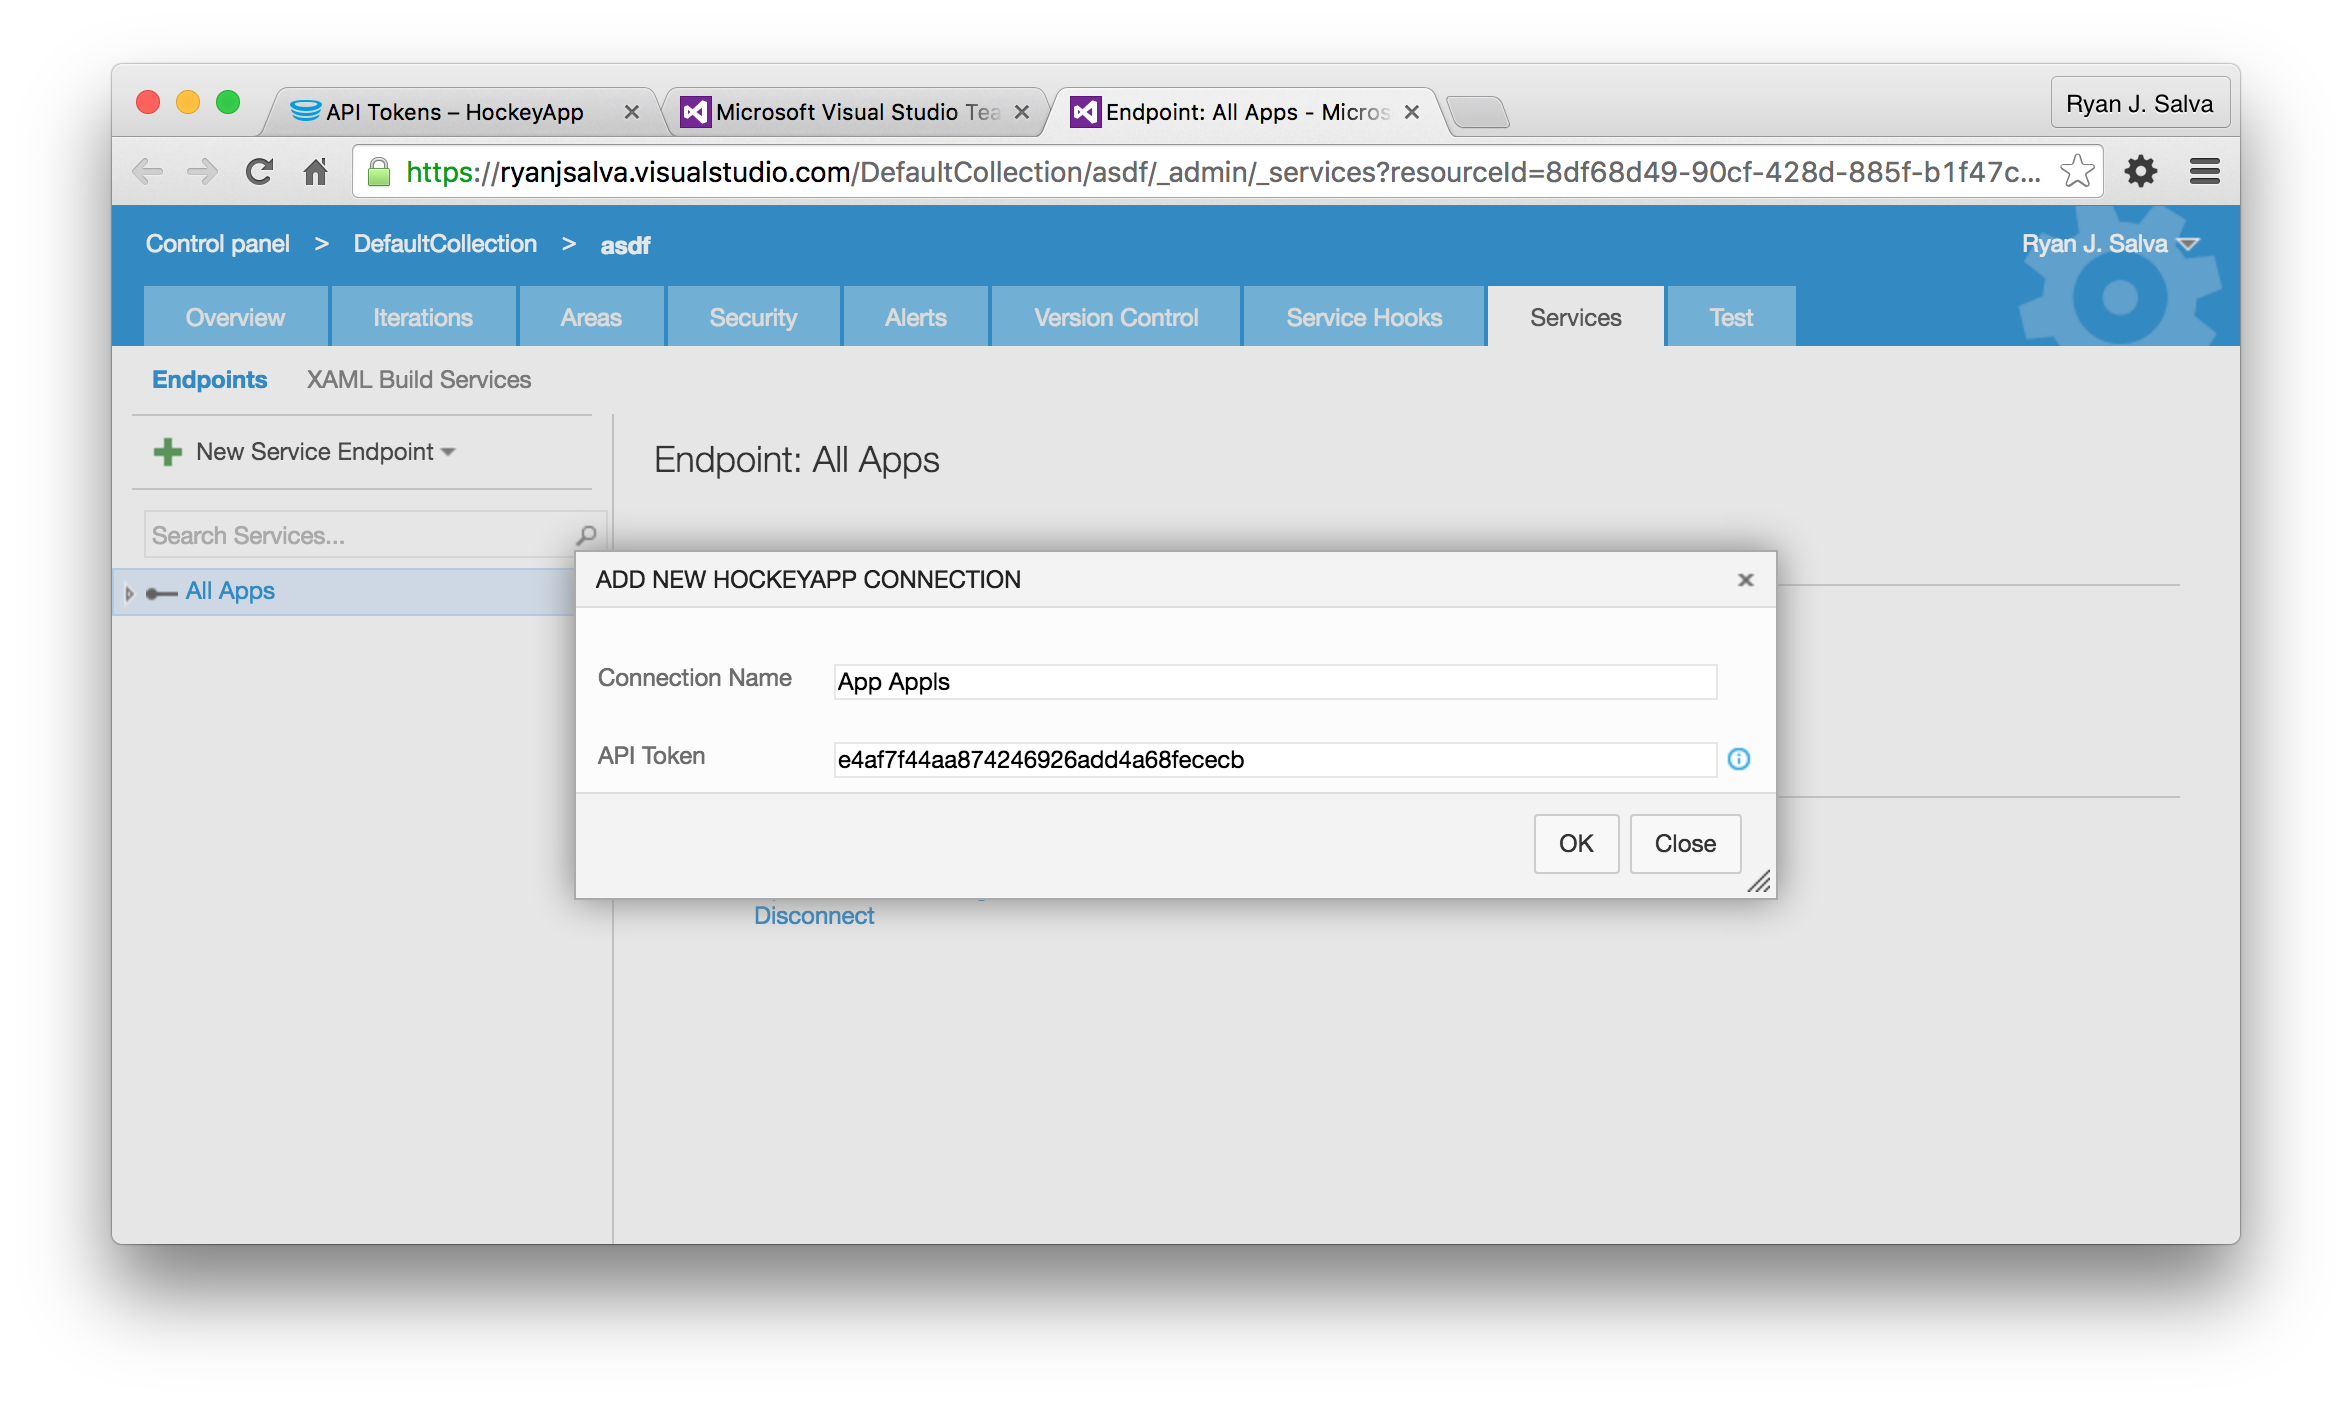 API Tokens – HockeyApp
Microsoft Visual Studio Tea
Endpoint: All Apps - Micros
Ryan J. Salva
https://ryanjsalva.visualstudio.com/DefaultCollection/asdf/_admin/_services?resourceId=8df68d49-90cf-428d-885f-b1f47c...
Control panel > DefaultCollection > asdf
Ryan J. Salva
Overview
Iterations
Areas
Security
Alerts
Version Control
Service Hooks
Services
Test
Endpoints
XAML Build Services
New Service Endpoint
Endpoint: All Apps
Search Services...
All Apps
ADD NEW HOCKEYAPP CONNECTION
Connection Name
App Appls
API Token
e4af7f44aa874246926add4a68fececb
OK
Close
Disconnect